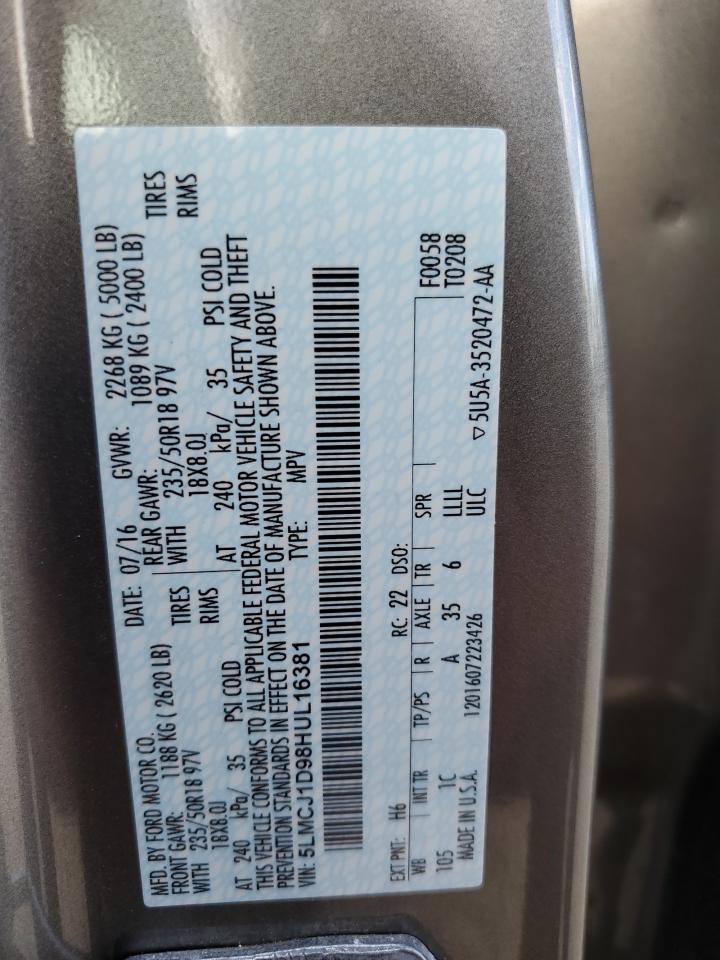 MFD. BY FORD MOTOR CO.
DATE: 07/16 GVWR: 2268 KG ( 5000 LB)
FRONT GAWR: 1188 KG ( 2620 LB) REAR GAWR: 1089 KG ( 2400 LB)
WITH 235/50R18 97V TIRES WITH 235/50R18 97V TIRES
18X8.0J RIMS 18X8.0J RIMS
AT 240 kPa/ 35 PSI COLD AT 240 kPa/ 35 PSI COLD
THIS VEHICLE CONFORMS TO ALL APPLICABLE FEDERAL MOTOR VEHICLE SAFETY AND THEFT
PREVENTION STANDARDS IN EFFECT ON THE DATE OF MANUFACTURE SHOWN ABOVE.
VIN: 5LMCJ1D98HUL16381 TYPE: MPV
EXT PNT: H6 RC: 22 DSO: F0058
WB INT TR TP/PS R AXLE TR SPR T0208
105 1C A 35 6 LLLL
MADE IN U.S.A. 1201607223426 ULC ▽5U5A-3520472-AA